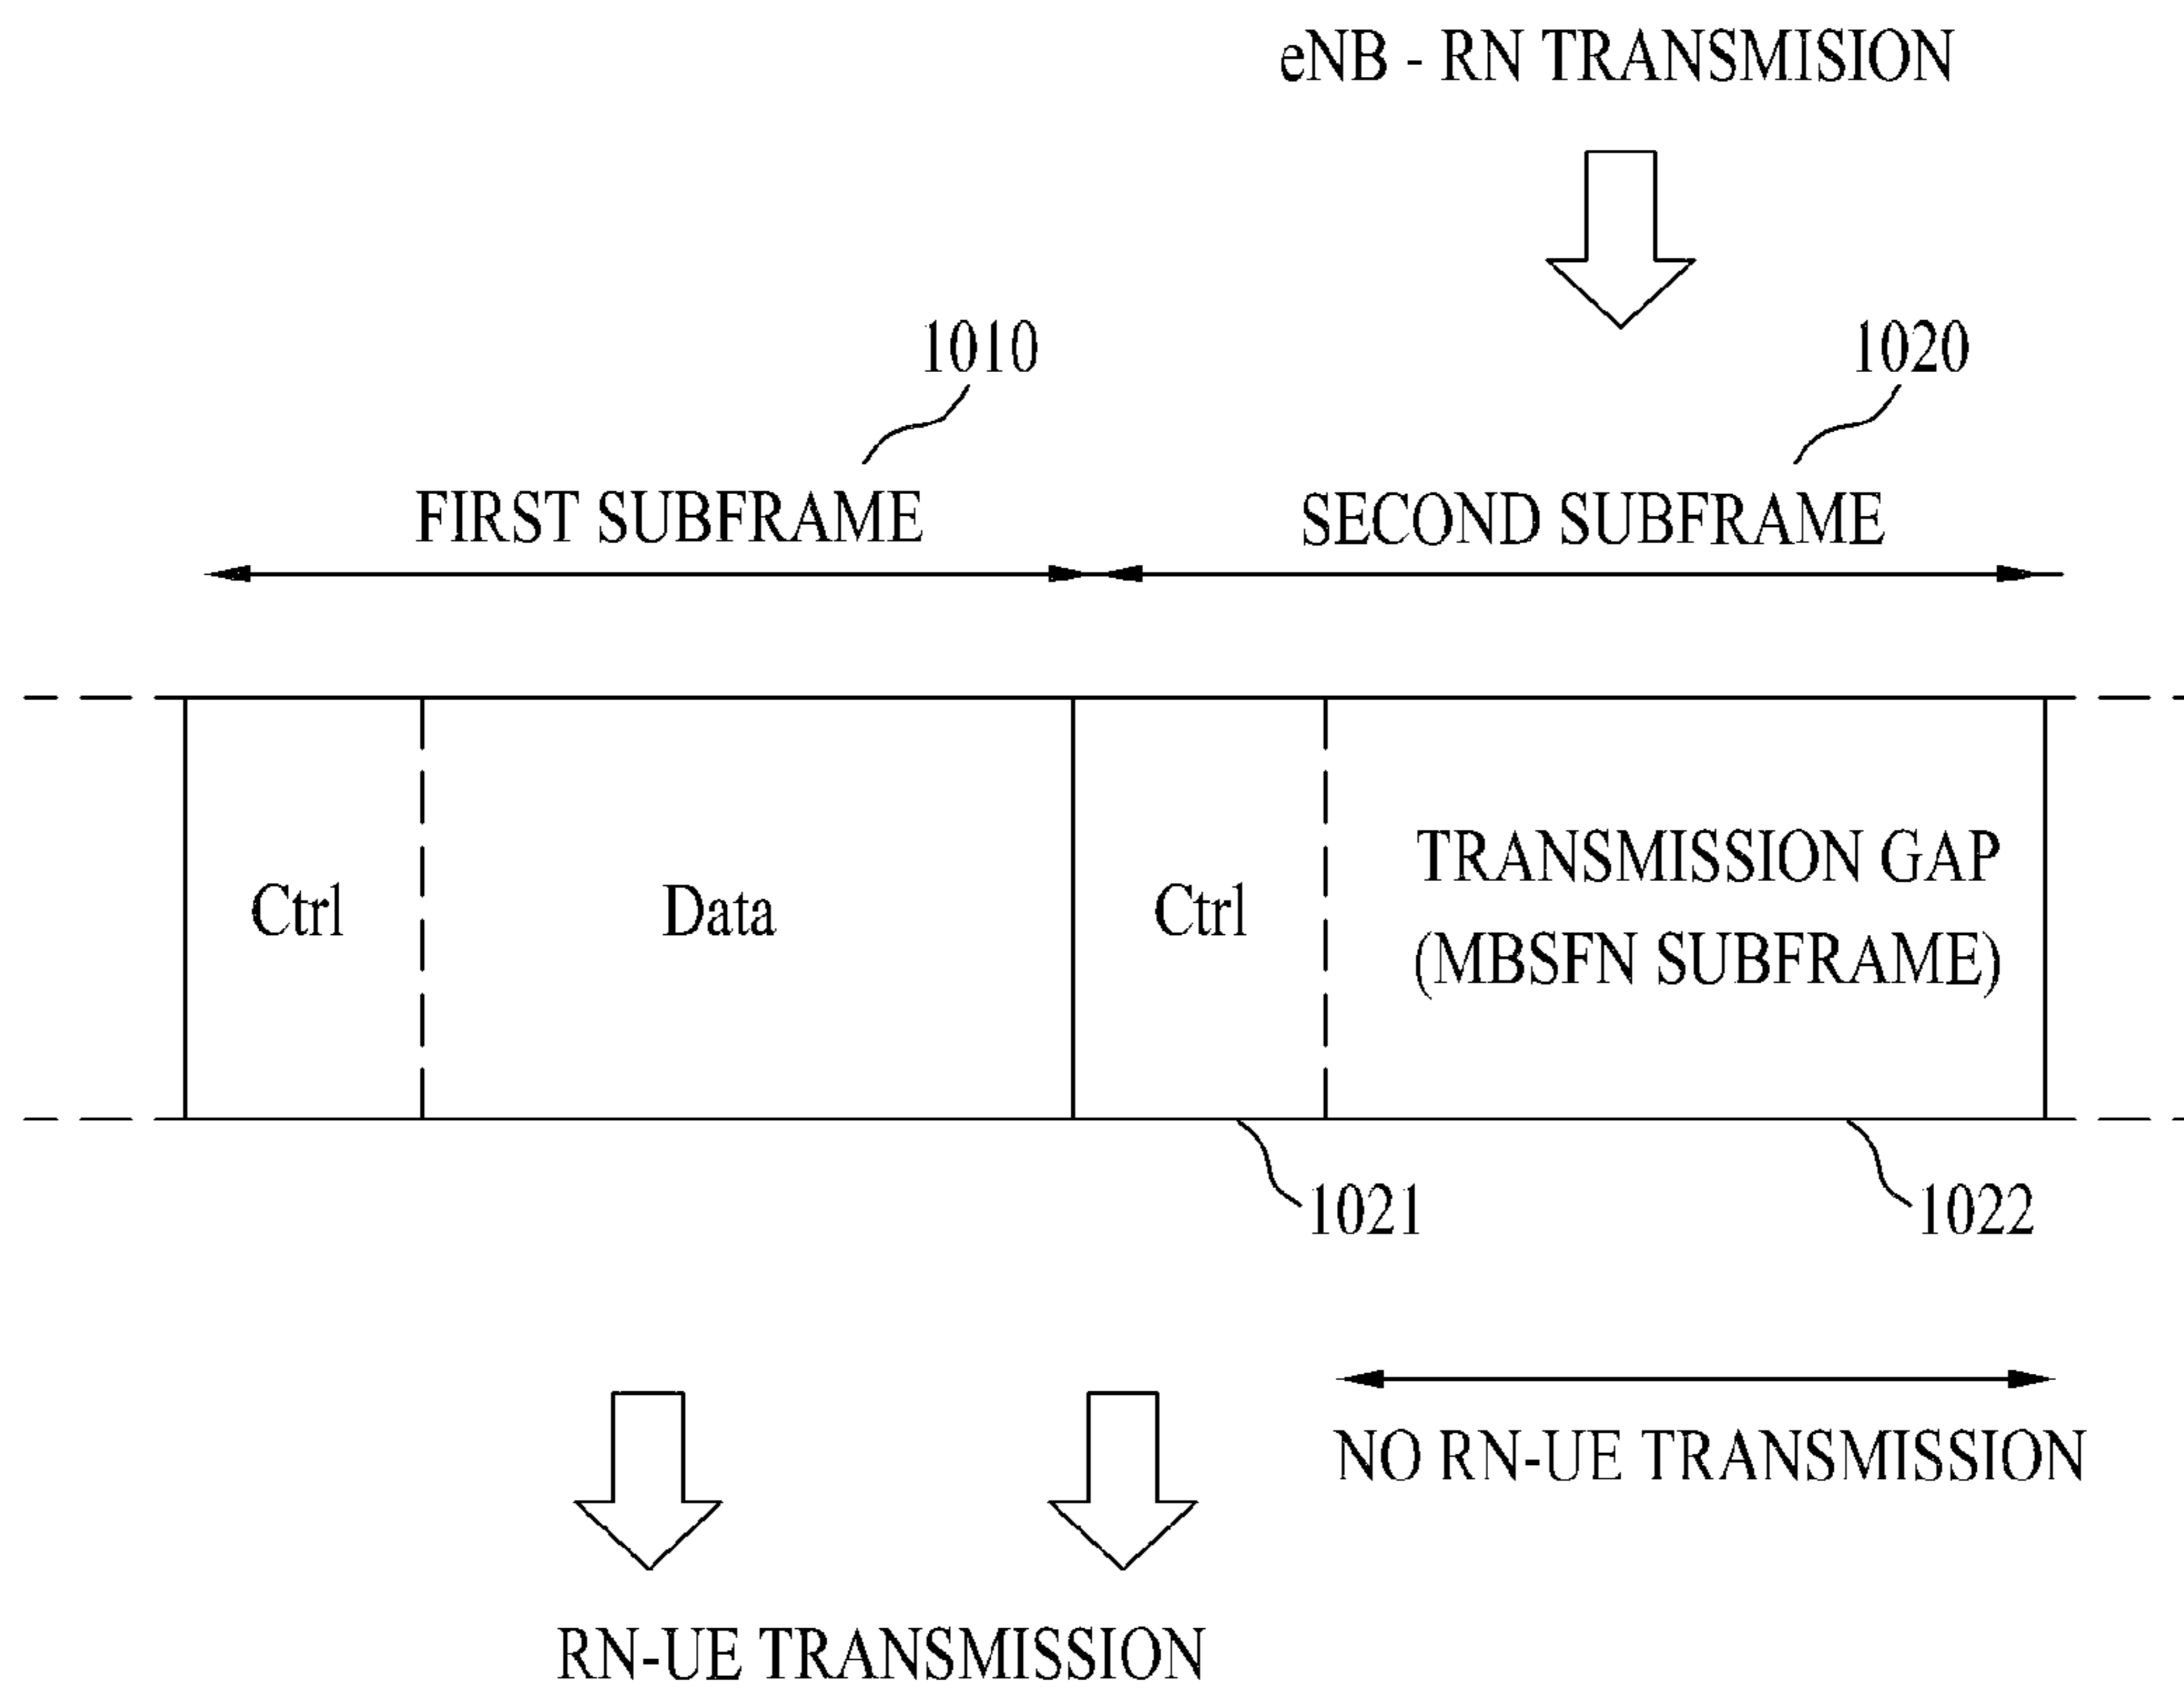 eNB - RN TRANSMISION
1010
1020
FIRST SUBFRAME
SECOND SUBFRAME
Ctrl
Data
Ctrl
TRANSMISSION GAP
(MBSFN SUBFRAME)
1021
1022
NO RN-UE TRANSMISSION
RN-UE TRANSMISSION